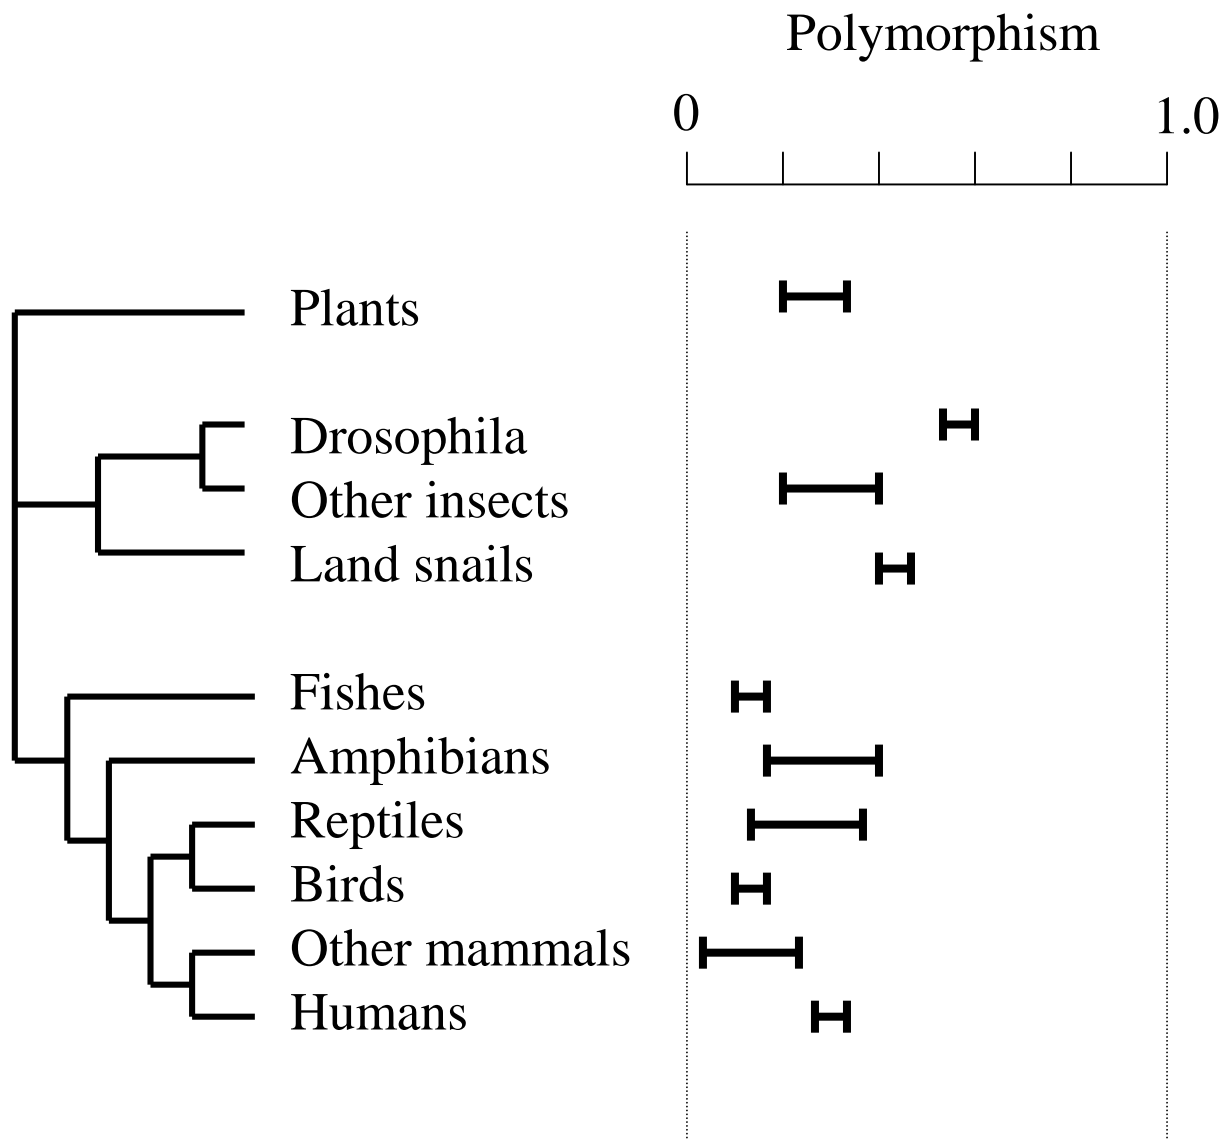 Polymorphism
0 1.0
Plants
Drosophila
Other insects
Land snails
Fishes
Amphibians
Reptiles
Birds
Other mammals
Humans